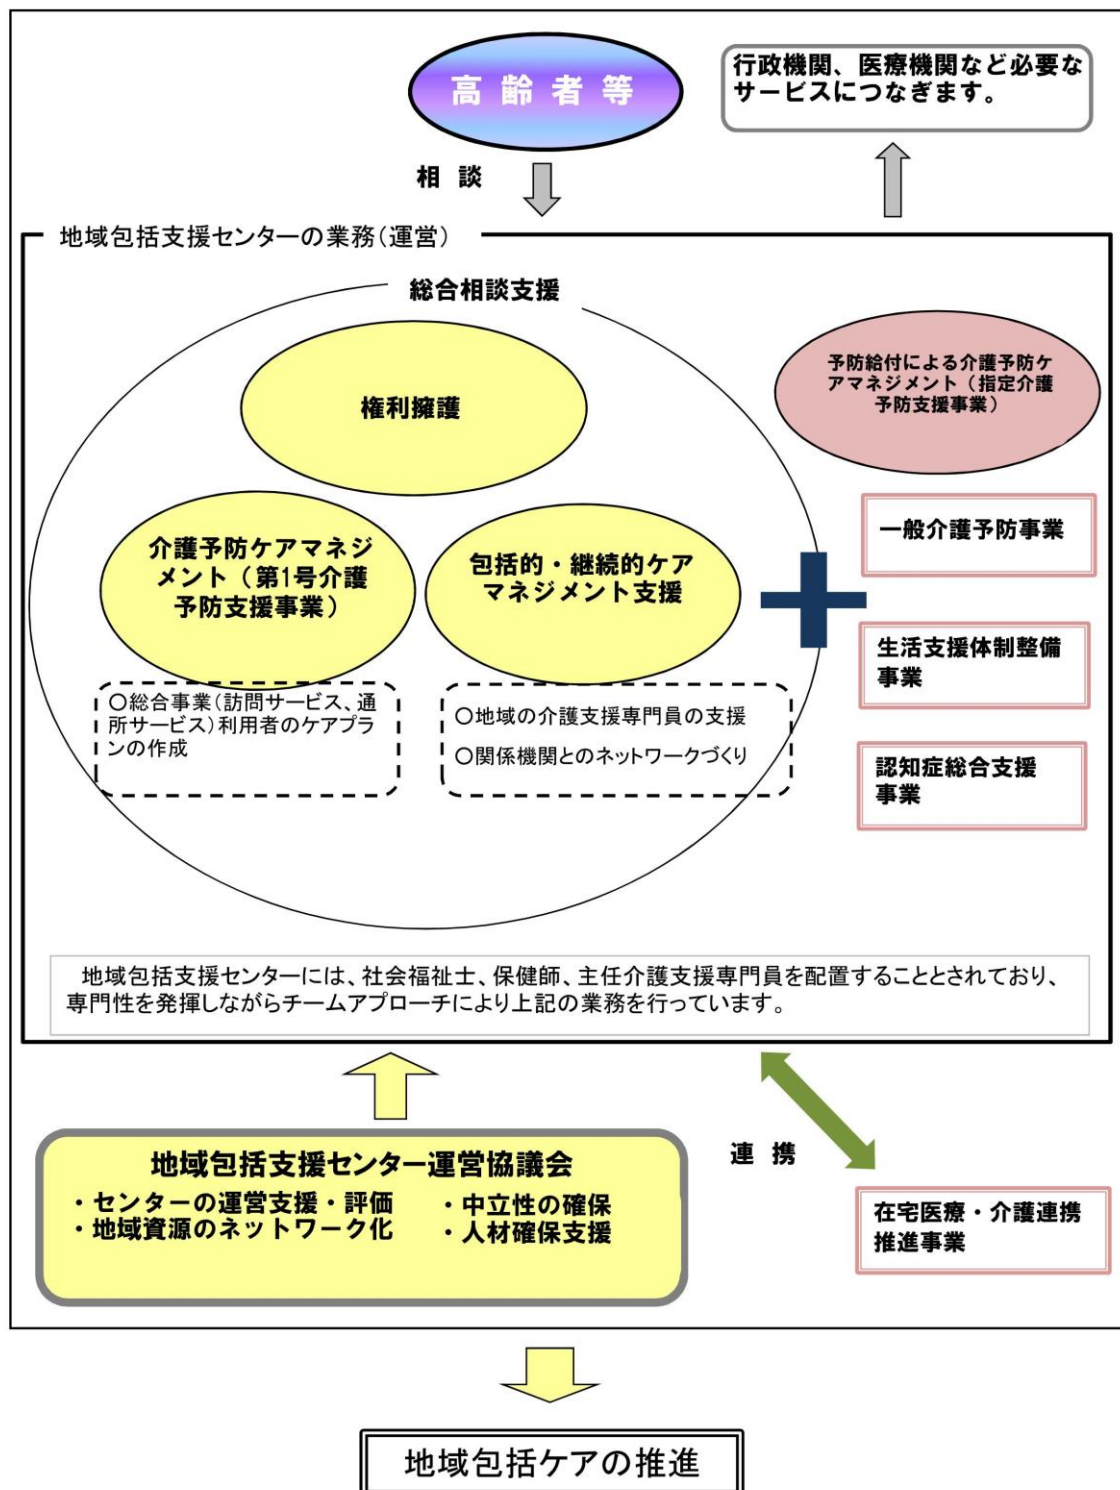 高 齢 者 等
行政機関、医療機関など必要な
サービスにつなぎます。
相 談
地域包括支援センターの業務(運営)
総合相談支援
権利擁護
予防給付による介護予防ケ
アマネジメント(指定介護
予防支援事業)
介護予防ケアマネジ
メント(第1号介護
予防支援事業)
包括的・継続的ケア
マネジメント支援
一般介護予防事業
生活支援体制整備
事業
認知症総合支援
事業
○総合事業(訪問サービス、通
所サービス)利用者のケアプラ
ンの作成
○地域の介護支援専門員の支援
○関係機関とのネットワークづくり
地域包括支援センターには、社会福祉士、保健師、主任介護支援専門員を配置することとされており、
専門性を発揮しながらチームアプローチにより上記の業務を行っています。
地域包括支援センター運営協議会
・センターの運営支援・評価 ・中立性の確保
・地域資源のネットワーク化 ・人材確保支援
連 携
在宅医療・介護連携
推進事業
地域包括ケアの推進